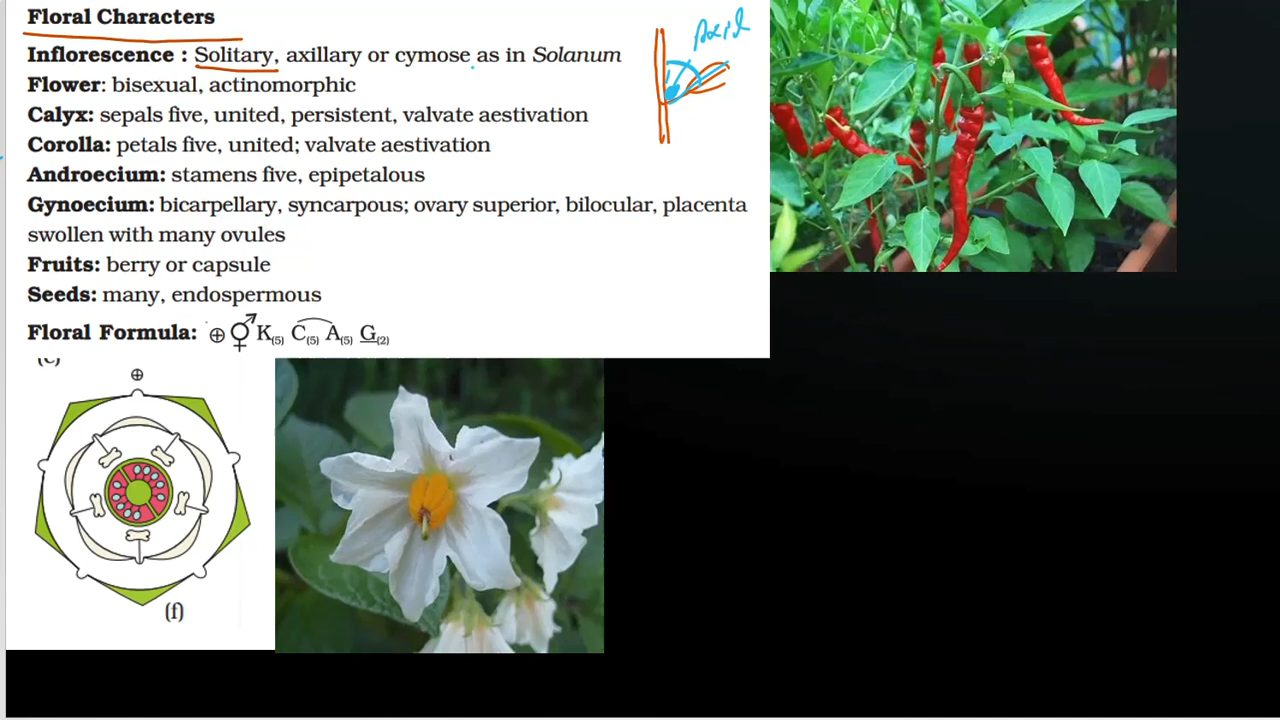 Floral Characters
Inflorescence : Solitary, axillary or cymose as in Solanum
Flower: bisexual, actinomorphic
Calyx: sepals five, united, persistent, valvate aestivation
Corolla: petals five, united; valvate aestivation
Androecium: stamens five, epipetalous
Gynoecium: bicarpellary, syncarpous; ovary superior, bilocular, placenta
swollen with many ovules
Fruits: berry or capsule
Seeds: many, endospermous
Floral Formula: ⊕ ⚥ K(5) C(5) A(5) G(2)
Axil
(f)